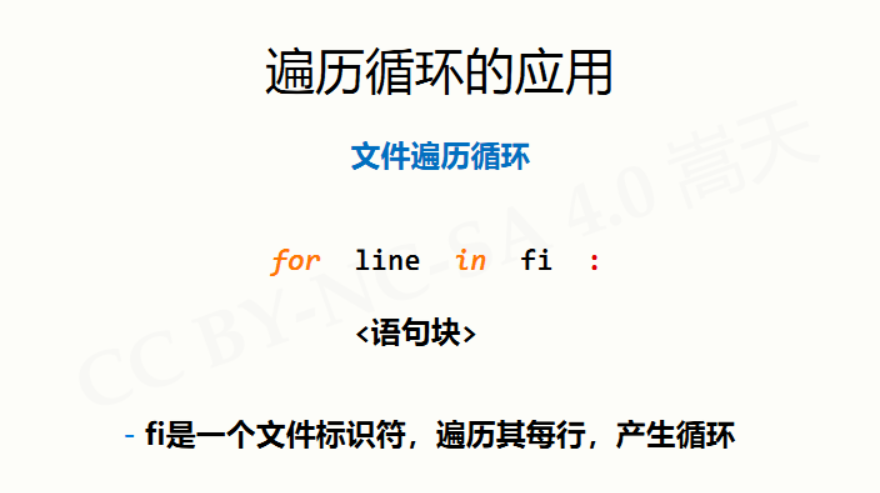 遍历循环的应用
文件遍历循环
for line in fi :
<语句块>
- fi是一个文件标识符，遍历其每行，产生循环
CC BY-NC-SA 4.0 嵩天